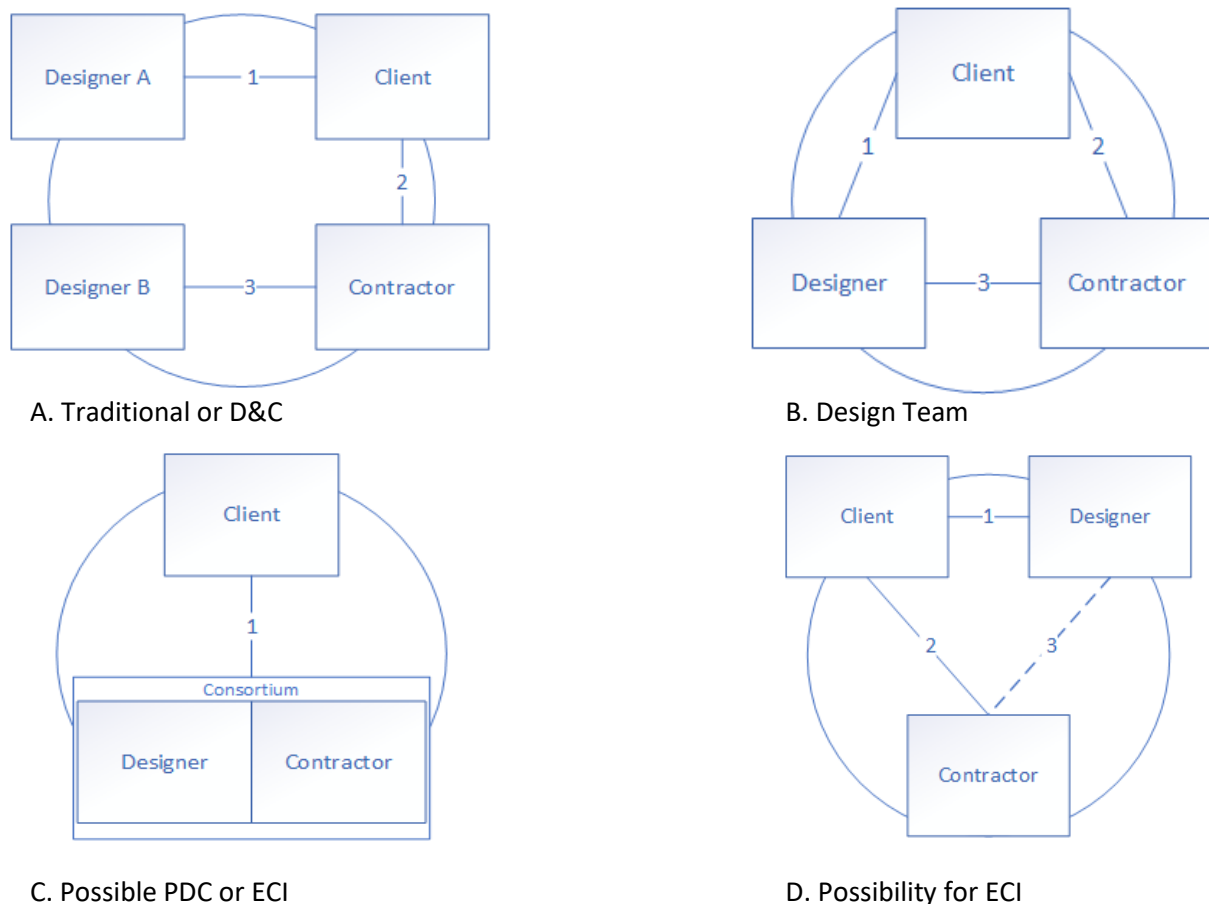 Designer A
1
Client
2
Designer B
3
Contractor
A. Traditional or D&C
Client
1
2
Designer
3
Contractor
B. Design Team
Client
1
Consortium
Designer
Contractor
C. Possible PDC or ECI
Client
1
Designer
2
3
Contractor
D. Possibility for ECI